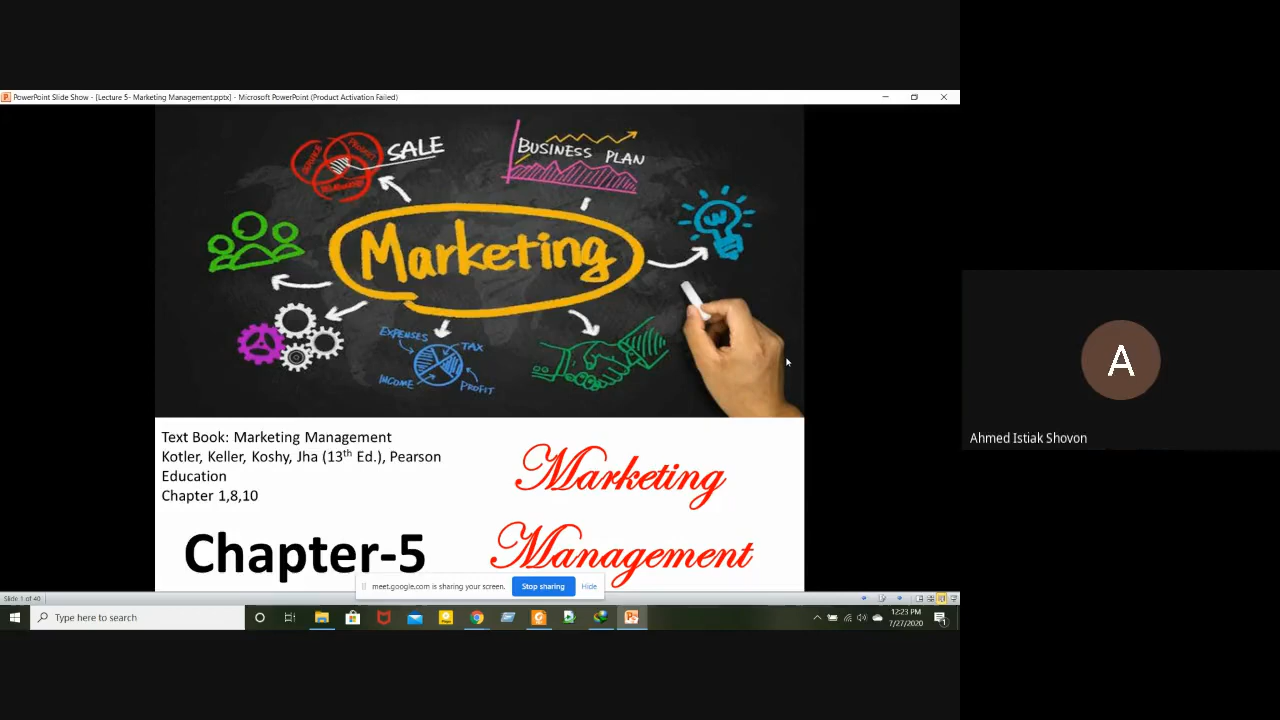 PowerPoint Slide Show - [Lecture 5- Marketing Management.pptx] - Microsoft PowerPoint (Product Activation Failed)
SALE
SERVICE
PRODUCT
RELATIONSHIP
BUSINESS PLAN
Marketing
EXPENSES
TAX
INCOME
PROFIT
Text Book: Marketing Management
Kotler, Keller, Koshy, Jha (13th Ed.), Pearson
Education
Chapter 1,8,10
Chapter-5
Marketing
Management
meet.google.com is sharing your screen.
Stop sharing
Hide
Slide 1 of 40
Type here to search
12:23 PM
7/27/2020
A
Ahmed Istiak Shovon